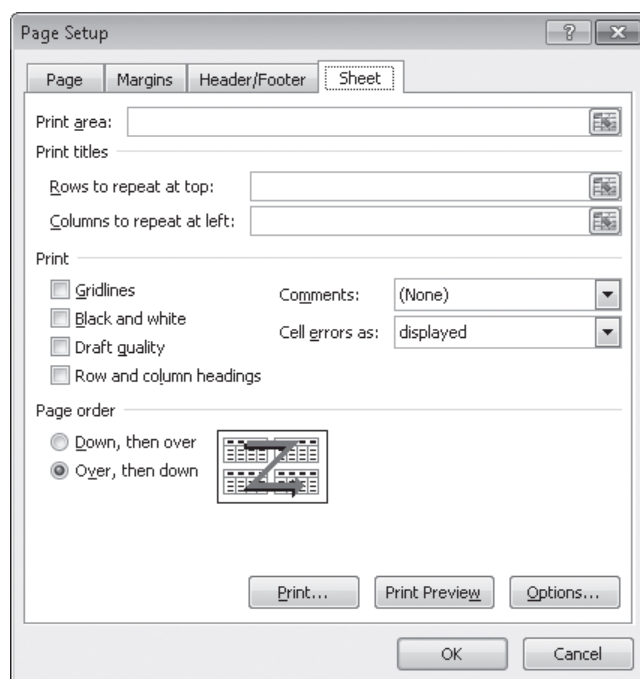 Page Setup
Page Margins Header/Footer Sheet
Print area:
Print titles
Rows to repeat at top:
Columns to repeat at left:
Print
Gridlines
Comments: (None)
Black and white
Cell errors as: displayed
Draft quality
Row and column headings
Page order
Down, then over
Over, then down
Print... Print Preview Options...
OK Cancel